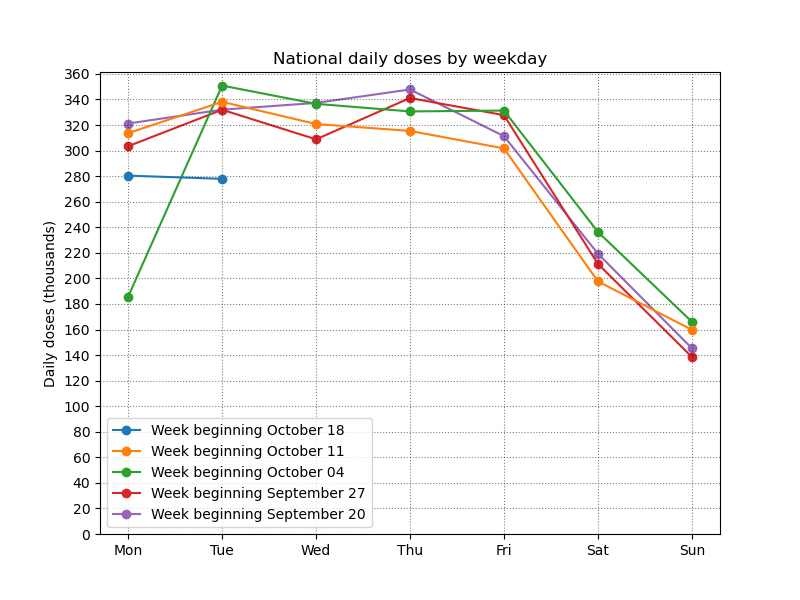 National daily doses by weekday
Daily doses (thousands)
360
340
320
300
280
260
240
220
200
180
160
140
120
100
80
60
40
20
0
Week beginning October 18
Week beginning October 11
Week beginning October 04
Week beginning September 27
Week beginning September 20
Mon Tue Wed Thu Fri Sat Sun